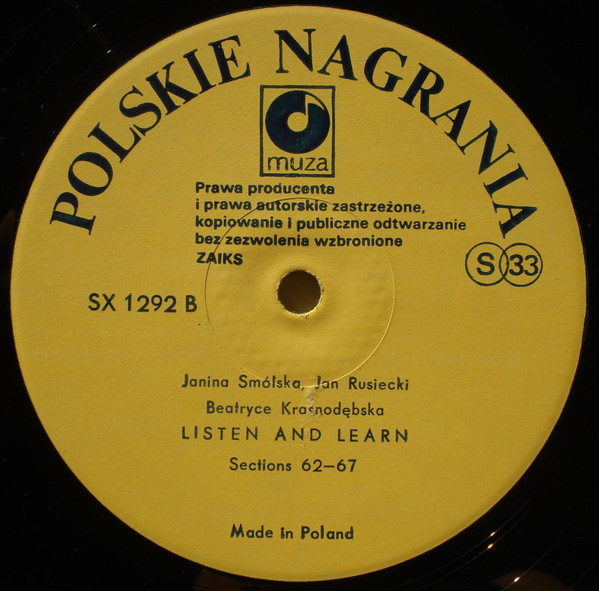 POLSKIE NAGRANIA
muza
Prawa producenta
i prawa autorskie zastrzeżone,
kopiowanie i publiczne odtwarzanie
bez zezwolenia wzbronione
ZAIKS
S 33
SX 1292 B
Janina Smólska, Jan Rusiecki
Beatryce Krasnodębska
LISTEN AND LEARN
Sections 62—67
Made in Poland